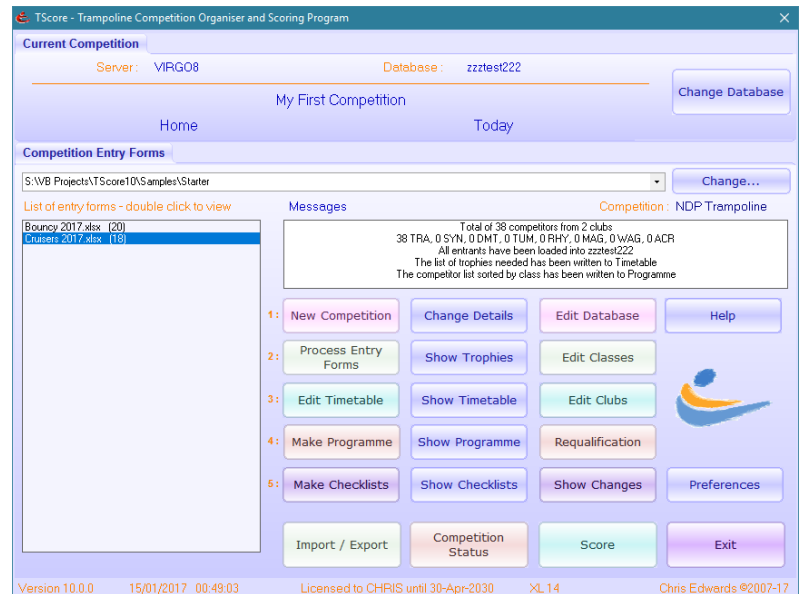 TScore - Trampoline Competition Organiser and Scoring Program
Current Competition
Server : VIRGO8 Database : zzztest222
Change Database
My First Competition
Home Today
Competition Entry Forms
S:\VB Projects\TScore10\Samples\Starter
Change...
List of entry forms - double click to view Messages Competition : NDP Trampoline
Bouncy 2017.xlsx (20)
Cruisers 2017.xlsx (18)
Total of 38 competitors from 2 clubs
38 TRA, 0 SYN, 0 DMT, 0 TUM, 0 RHY, 0 MAG, 0 WAG, 0 ACR
All entrants have been loaded into zzztest222
The list of trophies needed has been written to Timetable
The competitor list sorted by class has been written to Programme
1 : New Competition Change Details Edit Database Help
2 : Process Entry Forms Show Trophies Edit Classes
3 : Edit Timetable Show Timetable Edit Clubs
4 : Make Programme Show Programme Requalification
5 : Make Checklists Show Checklists Show Changes Preferences
Import / Export Competition Status Score Exit
Version 10.0.0 15/01/2017 00:49:03 Licensed to CHRIS until 30-Apr-2030 XL 14 Chris Edwards ©2007-17